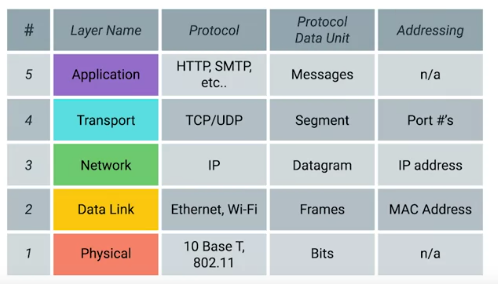 # Layer Name Protocol Protocol Data Unit Addressing
5 Application HTTP, SMTP, etc.. Messages n/a
4 Transport TCP/UDP Segment Port #'s
3 Network IP Datagram IP address
2 Data Link Ethernet, Wi-Fi Frames MAC Address
1 Physical 10 Base T, 802.11 Bits n/a